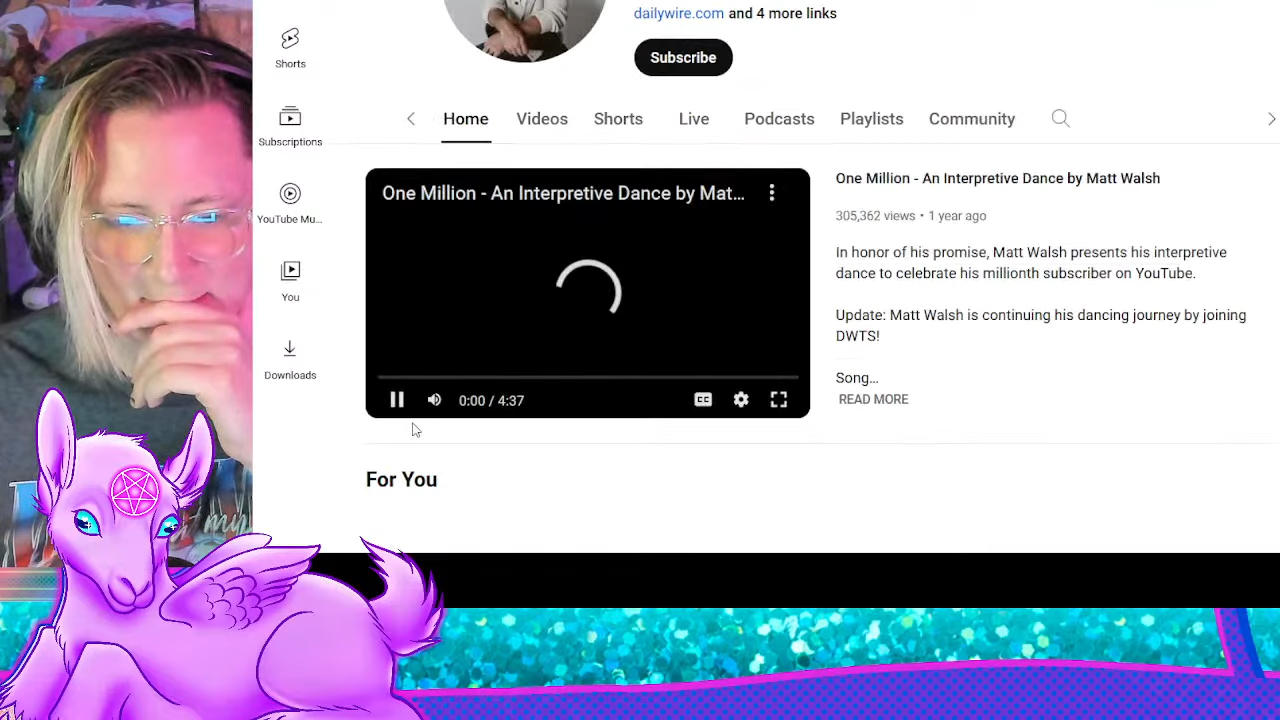 dailywire.com and 4 more links
Subscribe
Shorts
Subscriptions
YouTube Mu...
You
Downloads
Home Videos Shorts Live Podcasts Playlists Community
One Million - An Interpretive Dance by Mat...
0:00 / 4:37
CC
One Million - An Interpretive Dance by Matt Walsh
305,362 views • 1 year ago
In honor of his promise, Matt Walsh presents his interpretive
dance to celebrate his millionth subscriber on YouTube.
Update: Matt Walsh is continuing his dancing journey by joining
DWTS!
Song...
READ MORE
For You
my